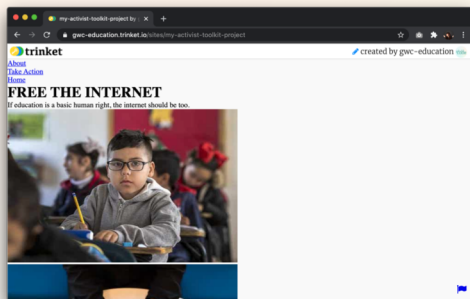 my-activist-toolkit-project by
gwc-education.trinket.io/sites/my-activist-toolkit-project
trinket
created by gwc-education
About
Take Action
Home
FREE THE INTERNET
If education is a basic human right, the internet should be too.